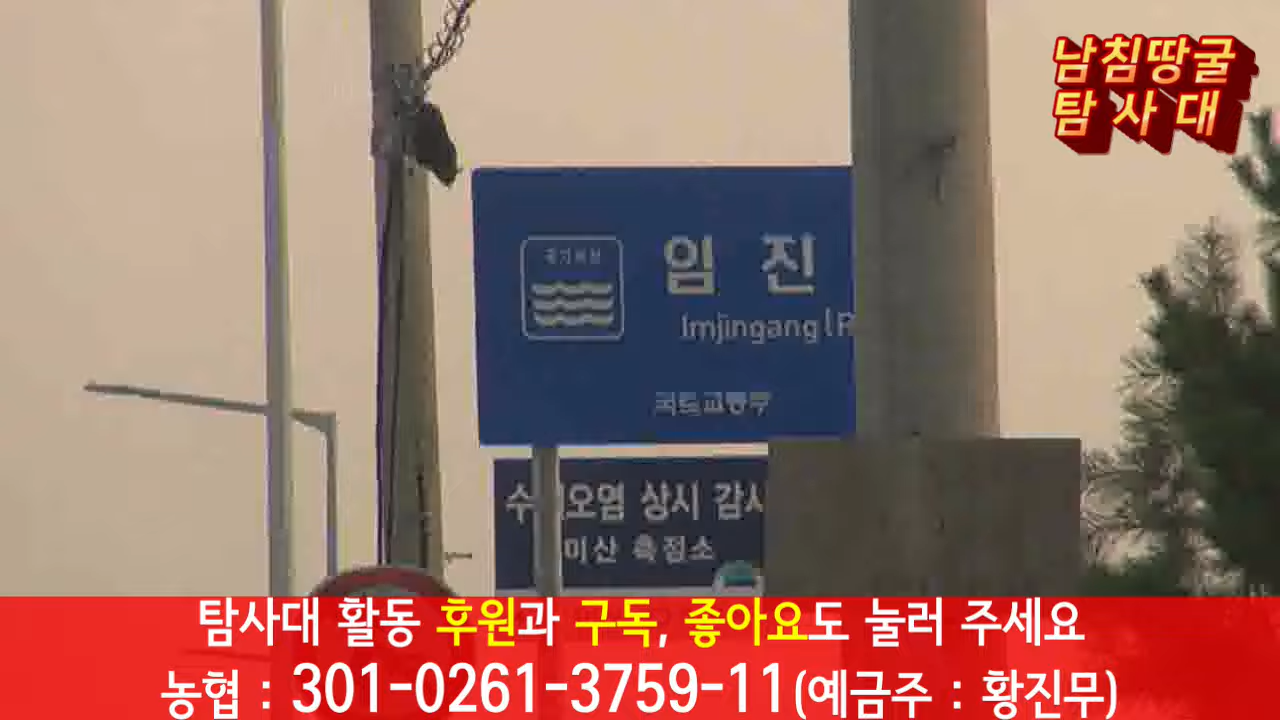 남침땅굴
탐사대
국가하천
임진
Imjingang(R
국토교통부
수 오염 상시 감시
미산 측정소
탐사대 활동 후원과 구독, 좋아요도 눌러 주세요
농협 : 301-0261-3759-11(예금주 : 황진무)